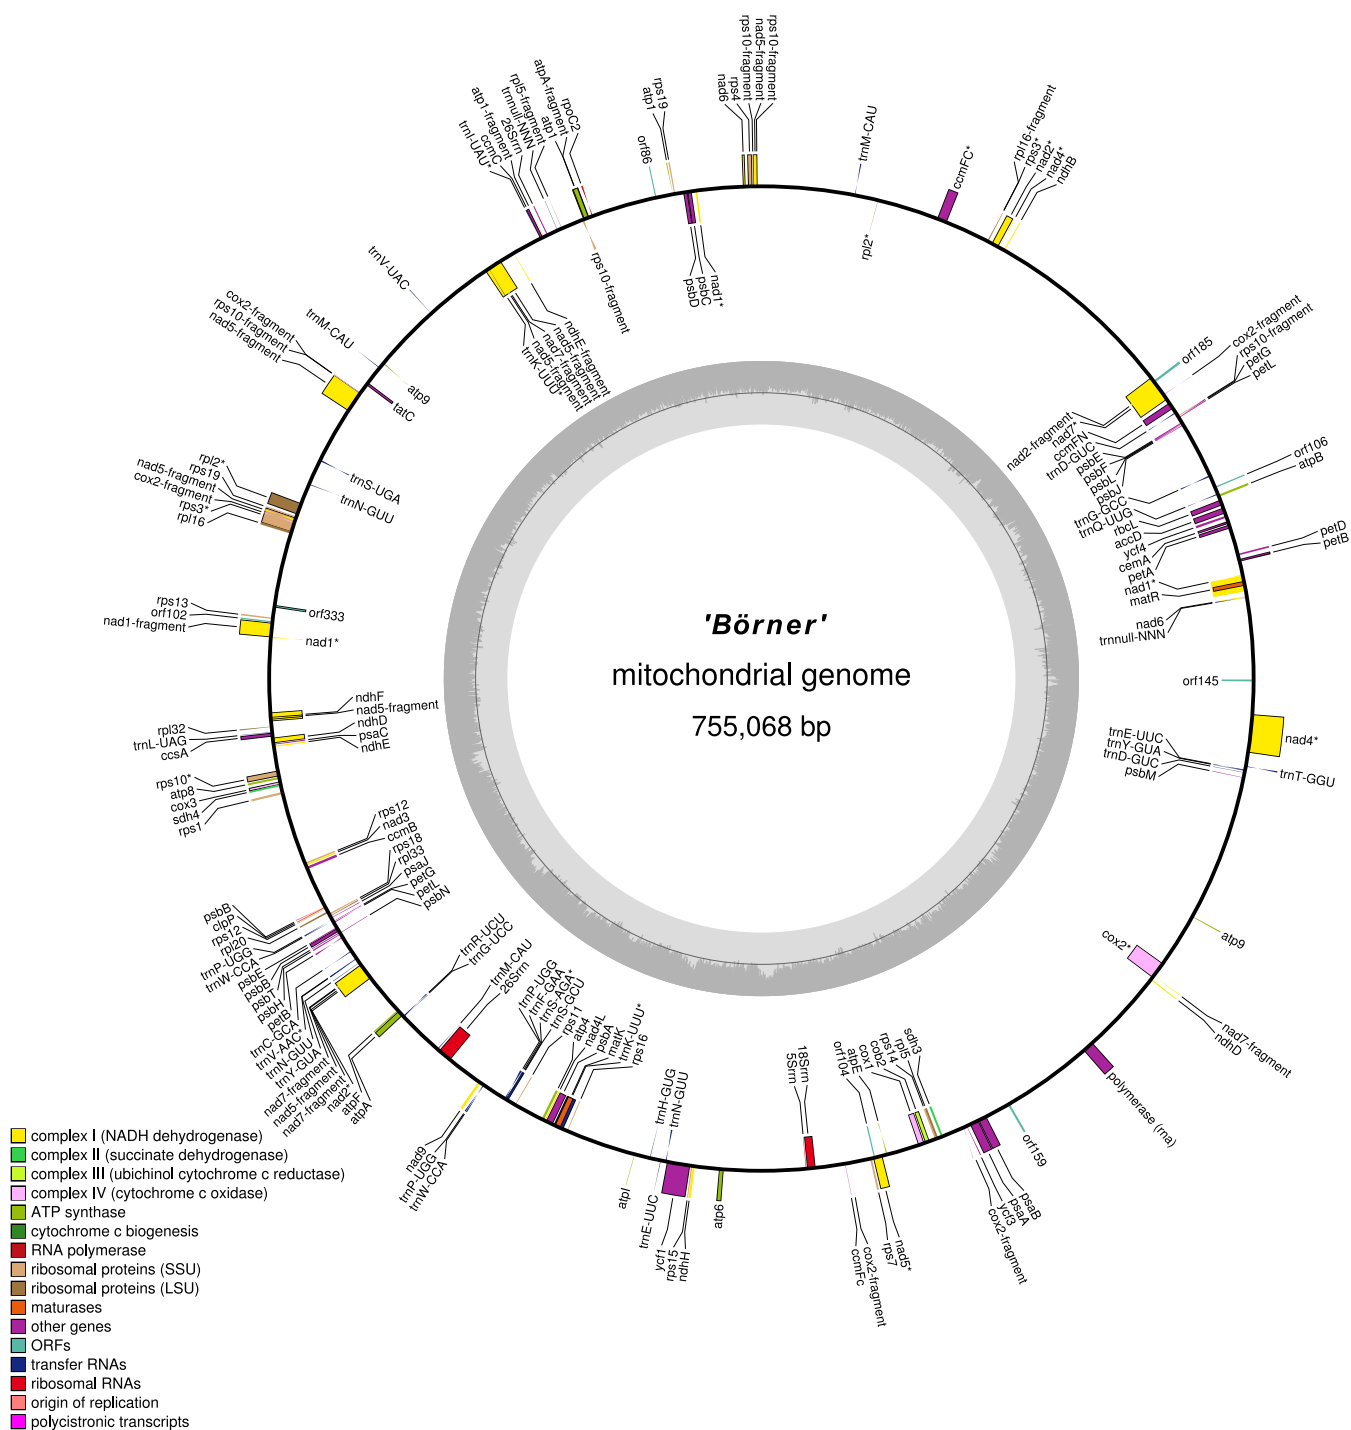 rps10-fragment
nad5-fragment
rps10-fragment
rps4
nad6
rps19
atp1
orf86
rpoC2
atpA-fragment
atp1
rpl5-fragment
trnnull-NNN
26Srrn
atp1-fragment
ccmC
trnI-UAU*
trnM-CAU
rpl2*
ccmFC*
rpl16-fragment
rps3*
nad2*
nad4*
ndhB
psbD
psbC
nad1*
rps10-fragment
ndhE-fragment
nad5-fragment
nad7-fragment
nad5-fragment
trnK-UUU*
trnV-UAC
trnM-CAU
cox2-fragment
rps10-fragment
nad5-fragment
atp9
tatC
trnS-UGA
trnN-GUU
rpl2*
rps19
nad5-fragment
cox2-fragment
rps3*
rpl16
orf185
cox2-fragment
rps10-fragment
petG
petL
nad2-fragment
nad7*
ccmFN
trnD-GUC
psbE
psbF
psbL
psbJ
orf106
atpB
trnG-GCC
trnQ-UUG
rbcL
accD
ycf4
cemA
petA
petD
petB
nad1*
matR
nad6
trnnull-NNN
rps13
orf102
nad1-fragment
orf333
nad1*
'Börner'
mitochondrial genome
755,068 bp
orf145
nad4*
trnE-UUC
trnY-GUA
trnD-GUC
psbM
trnT-GGU
ndhF
nad5-fragment
ndhD
psaC
ndhE
rpl32
trnL-UAG
ccsA
rps10*
atp8
cox3
sdh4
rps1
rps12
nad3
ccmB
rps18
rpl33
psaJ
petG
petL
psbN
psbB
clpP
rps12
rpl20
trnP-UGG
trnW-CCA
psbE
psbB
psbT
psbH
petB
trnC-GCA
trnV-AAC*
trnN-GUU
trnY-GUA
nad7-fragment
nad5-fragment
nad7-fragment
nad2*
atpF*
atpA
trnR-UCU
trnG-UCC
trnM-CAU
26Srrn
trnP-UGG
trnF-GAA
trnS-AGA*
trnS-GCU
rps11
atp4
nad4L
psbA
matK
trnK-UUU*
rps16
nad9
trnP-UGG
trnW-CCA
trnH-GUG
trnN-GUU
atpI
trnE-UUC
ycf1
rps15
ndhH
atp6
18Srrn
5Srrn
sdh3
rpl5
rps14
cob2
cox1
atpE
orf104
ccmFc
cox2-fragment
rps7
nad5*
cox2-fragment
ycf3
psaA
psaB
orf159
polymerase (rna)
atp9
cox2*
nad7-fragment
ndhD
complex I (NADH dehydrogenase)
complex II (succinate dehydrogenase)
complex III (ubichinol cytochrome c reductase)
complex IV (cytochrome c oxidase)
ATP synthase
cytochrome c biogenesis
RNA polymerase
ribosomal proteins (SSU)
ribosomal proteins (LSU)
maturases
other genes
ORFs
transfer RNAs
ribosomal RNAs
origin of replication
polycistronic transcripts